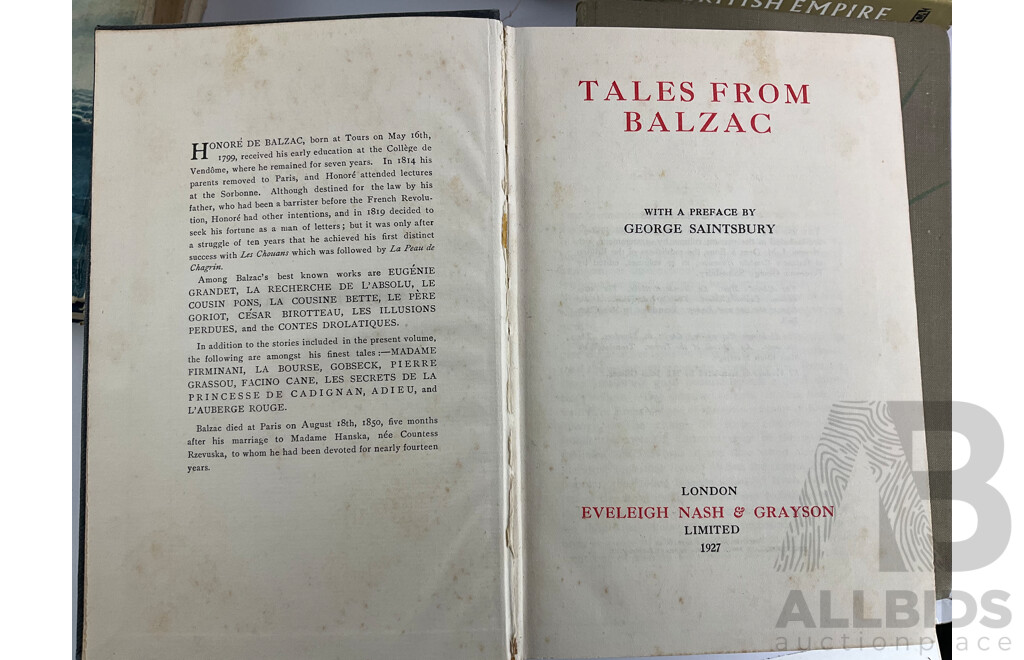 HONORÉ DE BALZAC, born at Tours on May 16th,
1799, received his early education at the Collège de
Vendôme, where he remained for seven years. In 1814 his
parents removed to Paris, and Honoré attended lectures
at the Sorbonne. Although destined for the law by his
father, who had been a barrister before the French Revolu-
tion, Honoré had other intentions, and in 1819 decided to
seek his fortune as a man of letters; but it was only after
a struggle of ten years that he achieved his first distinct
success with Les Chouans which was followed by La Peau de
Chagrin.
Among Balzac's best known works are EUGÉNIE
GRANDET, LA RECHERCHE DE L'ABSOLU, LE
COUSIN PONS, LA COUSINE BETTE, LE PÈRE
GORIOT, CÉSAR BIROTTEAU, LES ILLUSIONS
PERDUES, and the CONTES DROLATIQUES.
In addition to the stories included in the present volume,
the following are amongst his finest tales:—MADAME
FIRMINANI, LA BOURSE, GOBSECK, PIERRE
GRASSOU, FACINO CANE, LES SECRETS DE LA
PRINCESSE DE CADIGNAN, ADIEU, and
L'AUBERGE ROUGE.
Balzac died at Paris on August 18th, 1850, five months
after his marriage to Madame Hanska, née Countess
Rzevuska, to whom he had been devoted for nearly fourteen
years.
TALES FROM
BALZAC
WITH A PREFACE BY
GEORGE SAINTSBURY
LONDON
EVELEIGH NASH & GRAYSON
LIMITED
1927
BRITISH EMPIRE
AB
ALLBIDS
auctionplace